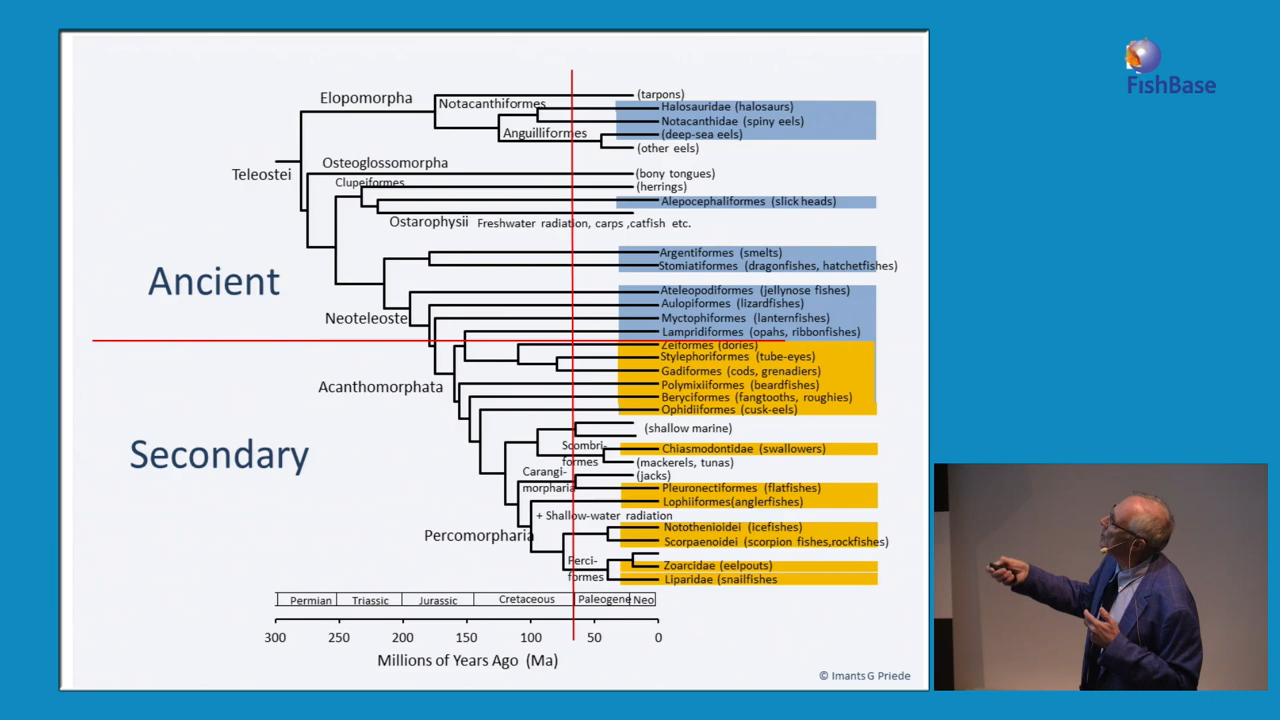 FishBase
Elopomorpha
(tarpons)
Notacanthiformes
Halosauridae (halosaurs)
Notacanthidae (spiny eels)
Anguilliformes
(deep-sea eels)
(other eels)
Teleostei
Osteoglossomorpha
(bony tongues)
Clupeiformes
(herrings)
Alepocephaliformes (slick heads)
Ostarophysii
Freshwater radiation, carps ,catfish etc.
Argentiformes (smelts)
Stomiatiformes (dragonfishes, hatchetfishes)
Ancient
Ateleopodiformes (jellynose fishes)
Aulopiformes (lizardfishes)
Neoteleoste
Myctophiformes (lanternfishes)
Lampridiformes (opahs, ribbonfishes)
Zeiformes (dories)
Stylephoriformes (tube-eyes)
Gadiformes (cods, grenadiers)
Acanthomorphata
Polymixiiformes (beardfishes)
Beryciformes (fangtooths, roughies)
Ophidiiformes (cusk-eels)
(shallow marine)
Secondary
Scombri-
formes
Chiasmodontidae (swallowers)
(mackerels, tunas)
Carangi-
morpharia
(jacks)
Pleuronectiformes (flatfishes)
Lophiiformes(anglerfishes)
+ Shallow-water radiation
Percomorpharia
Notothenioidei (icefishes)
Scorpaenoidei (scorpion fishes,rockfishes)
Perci-
formes
Zoarcidae (eelpouts)
Liparidae (snailfishes
Permian Triassic Jurassic Cretaceous Paleogene Neo
300 250 200 150 100 50 0
Millions of Years Ago (Ma)
© Imants G Priede